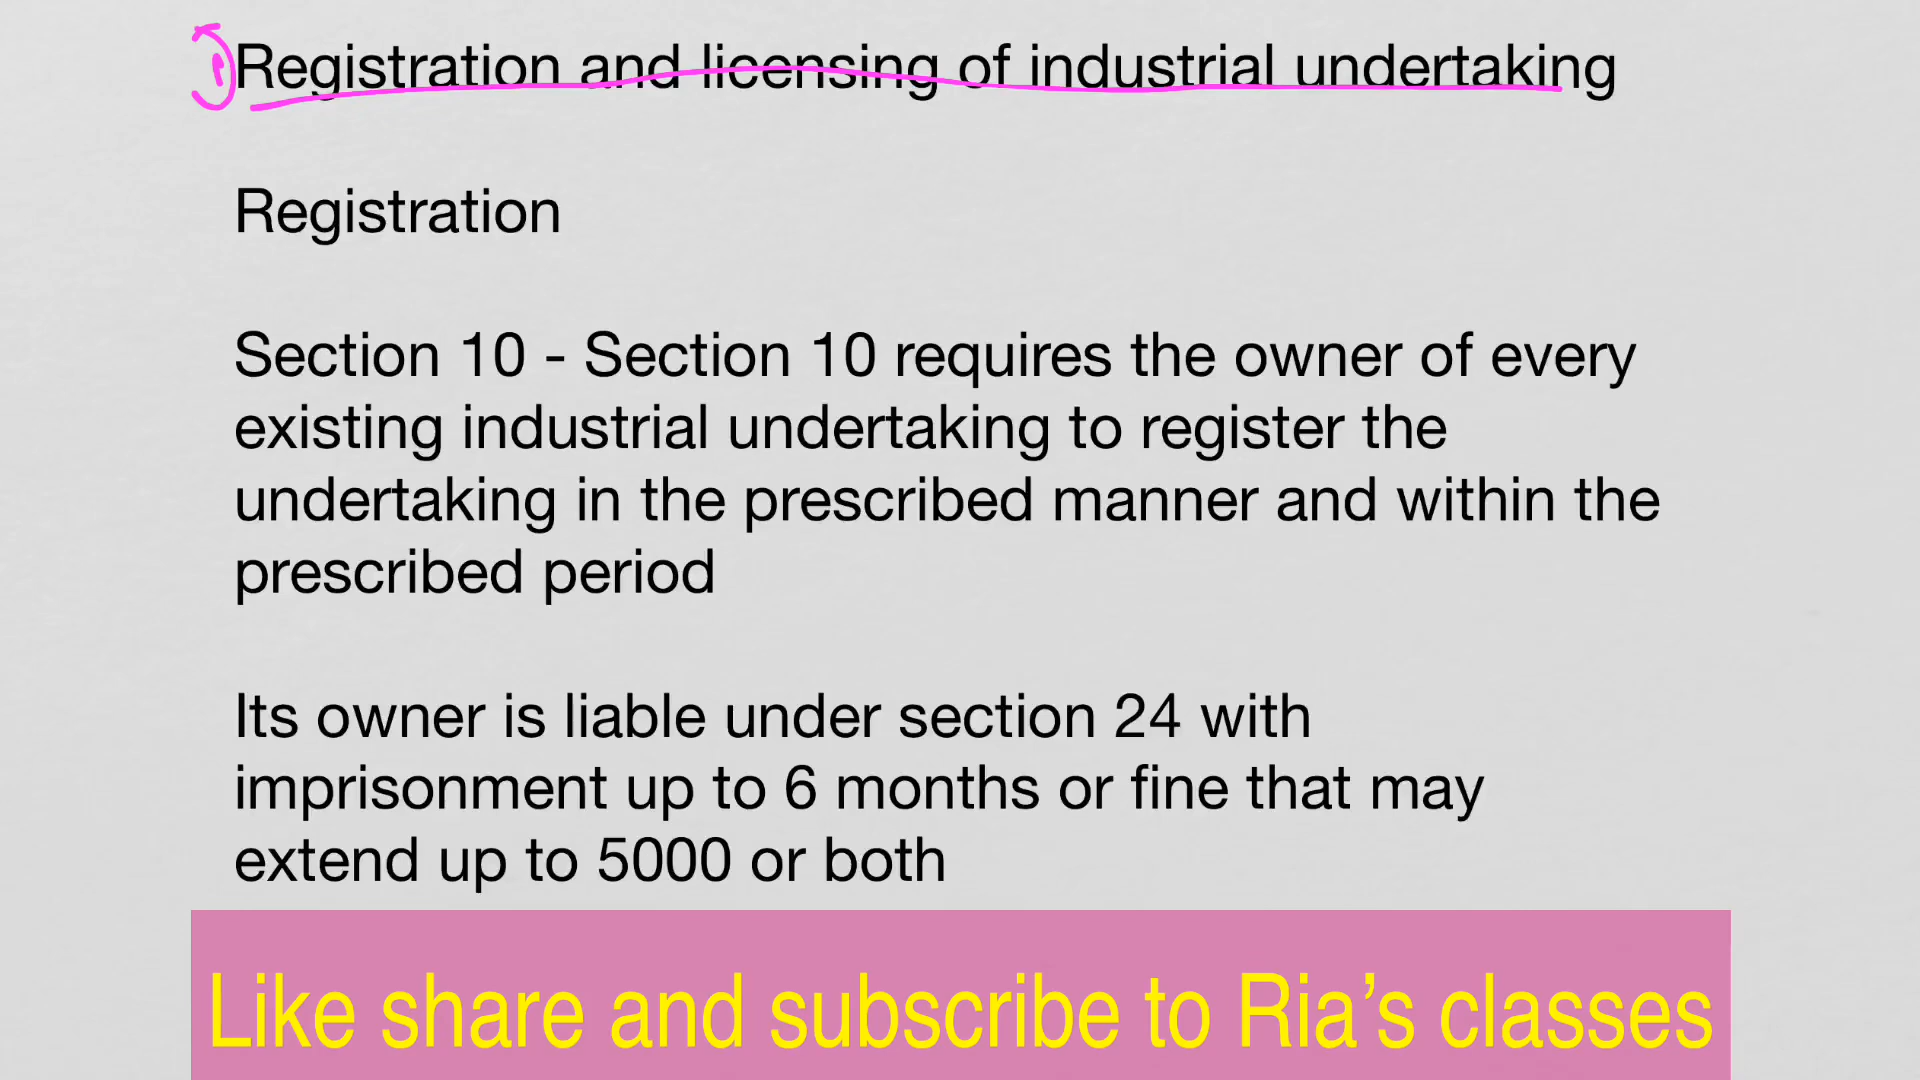 1) Registration and licensing of industrial undertaking
Registration
Section 10 - Section 10 requires the owner of every
existing industrial undertaking to register the
undertaking in the prescribed manner and within the
prescribed period
Its owner is liable under section 24 with
imprisonment up to 6 months or fine that may
extend up to 5000 or both
Like share and subscribe to Ria’s classes